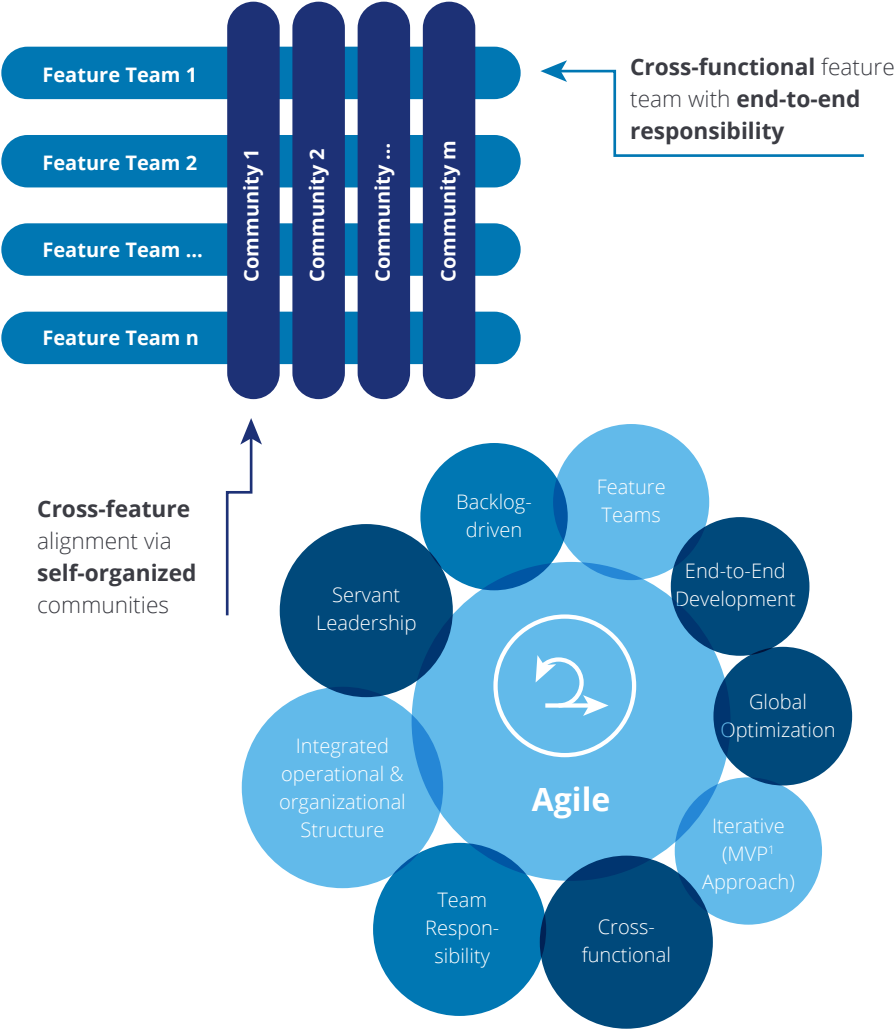 Feature Team 1
Feature Team 2
Feature Team ...
Feature Team n
Community 1
Community 2
Community ...
Community m
Cross-functional feature
team with end-to-end
responsibility
Cross-feature
alignment via
self-organized
communities
Backlog-
driven
Feature
Teams
End-to-End
Development
Servant
Leadership
Global
Optimization
Integrated
operational &
organizational
Structure
Agile
Iterative
(MVP¹
Approach)
Team
Respon-
sibility
Cross-
functional